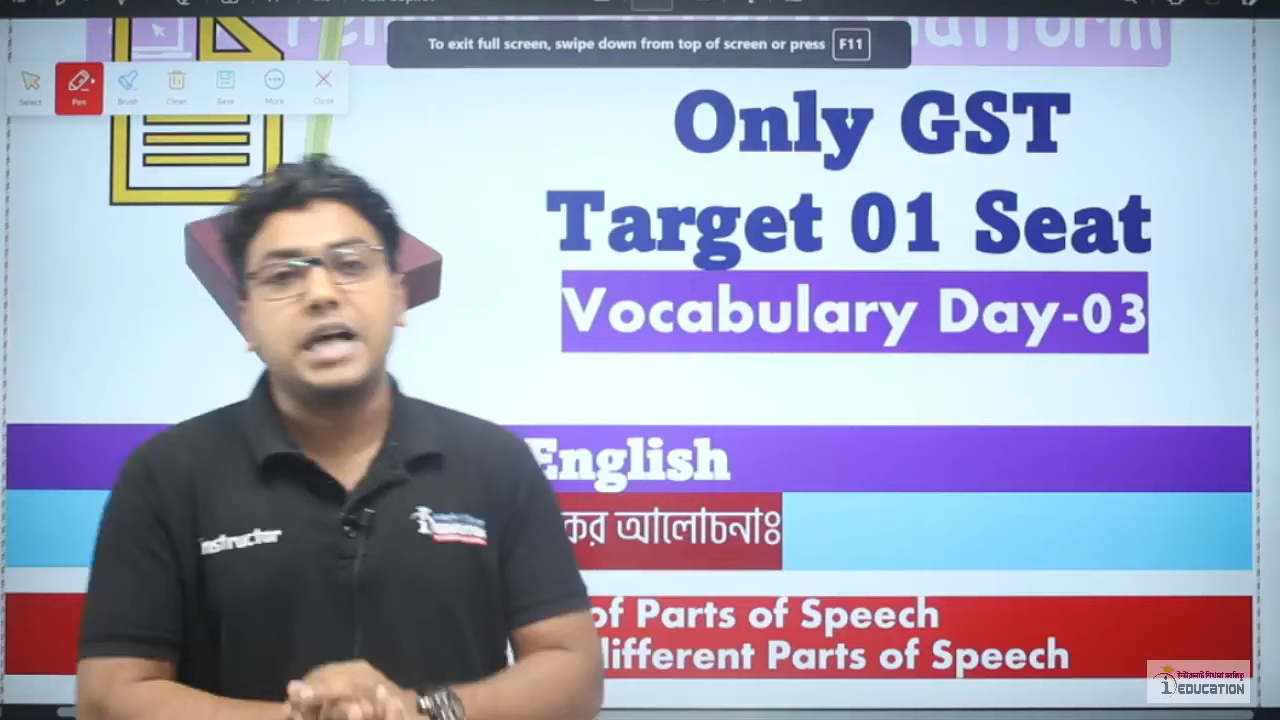 To exit full screen, swipe down from top of screen or press F11
Select
Pen
Brush
Clean
Save
More
Close
Only GST
Target 01 Seat
Vocabulary Day-03
English
কর আলোচনাঃ
of Parts of Speech
different Parts of Speech
instructor
EDUCATION